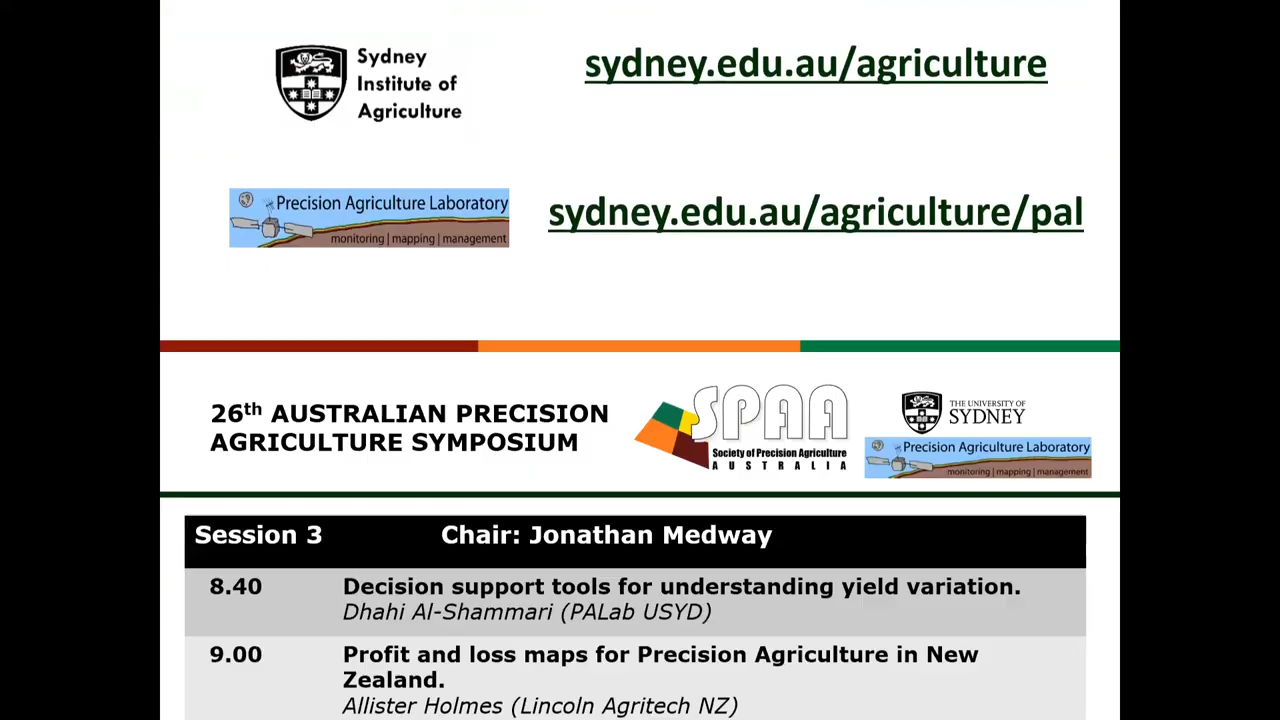 Sydney
Institute of
Agriculture
sydney.edu.au/agriculture
Precision Agriculture Laboratory
monitoring | mapping | management
sydney.edu.au/agriculture/pal
26th AUSTRALIAN PRECISION
AGRICULTURE SYMPOSIUM
SPAA
Society of Precision Agriculture
AUSTRALIA
THE UNIVERSITY OF
SYDNEY
Precision Agriculture Laboratory
monitoring | mapping | management
Session 3 Chair: Jonathan Medway
8.40 Decision support tools for understanding yield variation.
Dhahi Al-Shammari (PALab USYD)
9.00 Profit and loss maps for Precision Agriculture in New
Zealand.
Allister Holmes (Lincoln Agritech NZ)